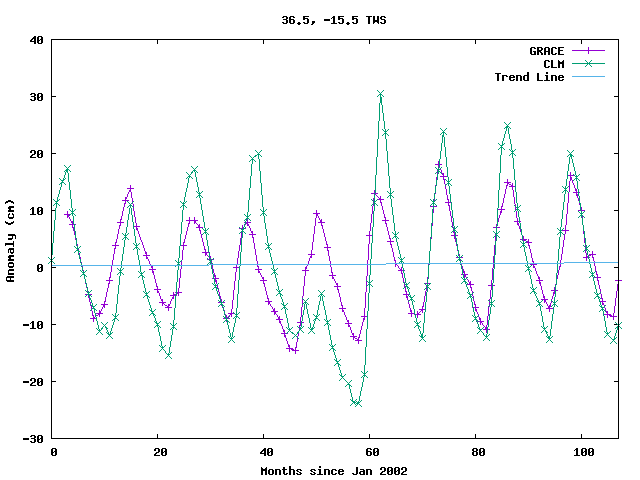 36.5, -15.5 TWS
GRACE
CLM
Trend Line
Anomaly (cm)
40
30
20
10
0
-10
-20
-30
0 20 40 60 80 100
Months since Jan 2002